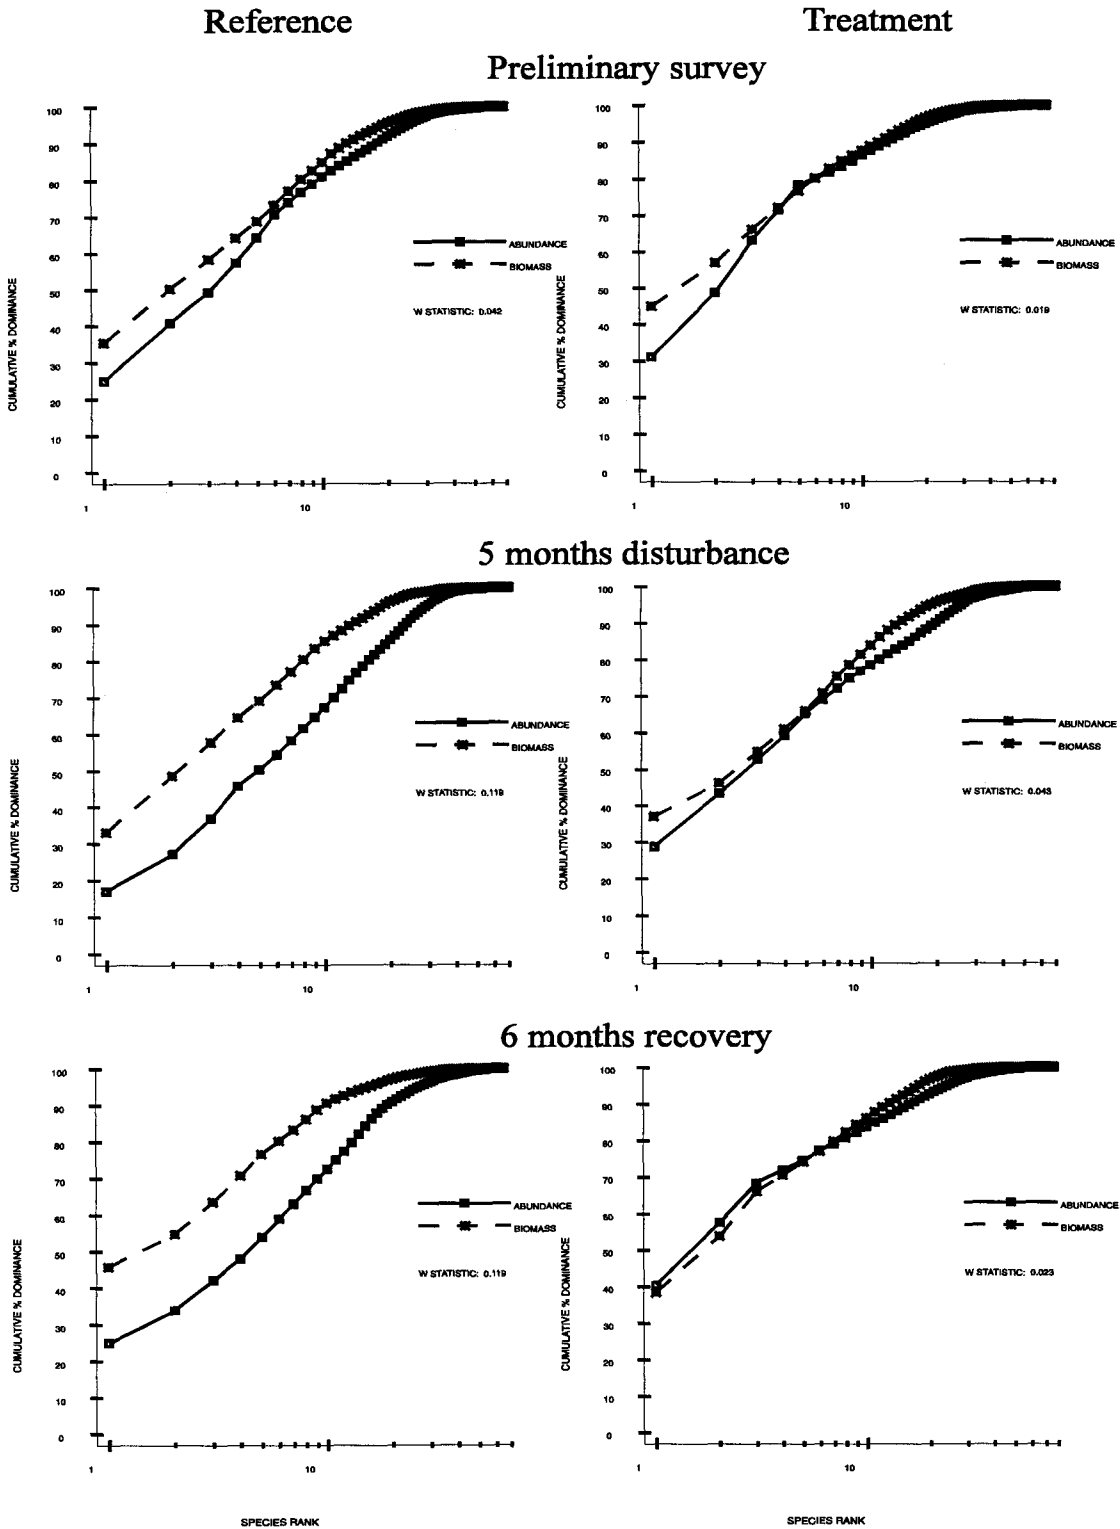 Reference
Treatment
Preliminary survey
CUMULATIVE % DOMINANCE
100
90
80
70
60
50
40
30
20
10
0
1
10
ABUNDANCE
BIOMASS
W STATISTIC: 0.042
CUMULATIVE % DOMINANCE
100
90
80
70
60
50
40
30
20
10
0
1
10
ABUNDANCE
BIOMASS
W STATISTIC: 0.019
5 months disturbance
CUMULATIVE % DOMINANCE
100
90
80
70
60
50
40
30
20
10
0
1
10
ABUNDANCE
BIOMASS
W STATISTIC: 0.119
CUMULATIVE % DOMINANCE
100
90
80
70
60
50
40
30
20
10
0
1
10
ABUNDANCE
BIOMASS
W STATISTIC: 0.043
6 months recovery
CUMULATIVE % DOMINANCE
100
90
80
70
60
50
40
30
20
10
0
1
10
ABUNDANCE
BIOMASS
W STATISTIC: 0.119
SPECIES RANK
CUMULATIVE % DOMINANCE
100
90
80
70
60
50
40
30
20
10
0
1
10
ABUNDANCE
BIOMASS
W STATISTIC: 0.023
SPECIES RANK